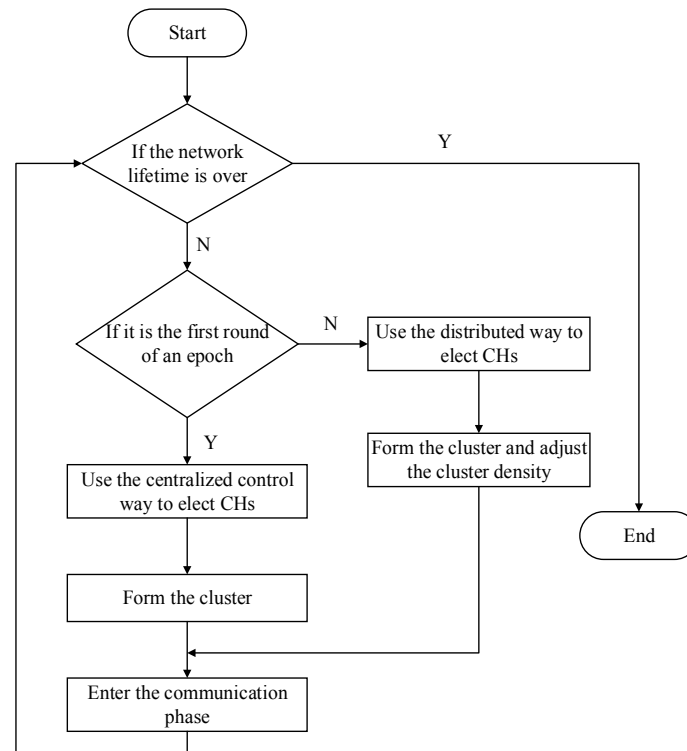 Start
If the network
lifetime is over
Y
N
If it is the first round
of an epoch
N
Use the distributed way to
elect CHs
Y
Form the cluster and adjust
the cluster density
Use the centralized control
way to elect CHs
End
Form the cluster
Enter the communication
phase